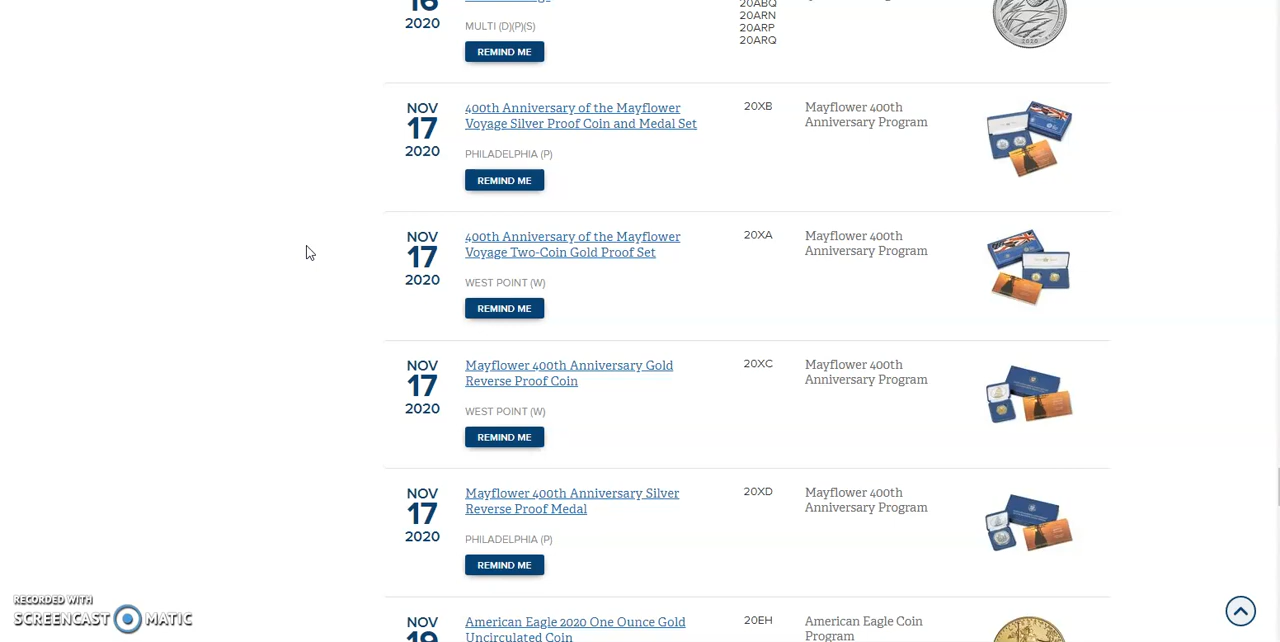 16
2020
MULTI (D)(P)(S)
REMIND ME
20ABQ
20ARN
20ARP
20ARQ
NOV
17
2020
400th Anniversary of the Mayflower
Voyage Silver Proof Coin and Medal Set
PHILADELPHIA (P)
REMIND ME
20XB
Mayflower 400th
Anniversary Program
NOV
17
2020
400th Anniversary of the Mayflower
Voyage Two-Coin Gold Proof Set
WEST POINT (W)
REMIND ME
20XA
Mayflower 400th
Anniversary Program
NOV
17
2020
Mayflower 400th Anniversary Gold
Reverse Proof Coin
WEST POINT (W)
REMIND ME
20XC
Mayflower 400th
Anniversary Program
NOV
17
2020
Mayflower 400th Anniversary Silver
Reverse Proof Medal
PHILADELPHIA (P)
REMIND ME
20XD
Mayflower 400th
Anniversary Program
NOV
19
American Eagle 2020 One Ounce Gold
Uncirculated Coin
20EH
American Eagle Coin
Program
RECORDED WITH
SCREENCAST MATIC